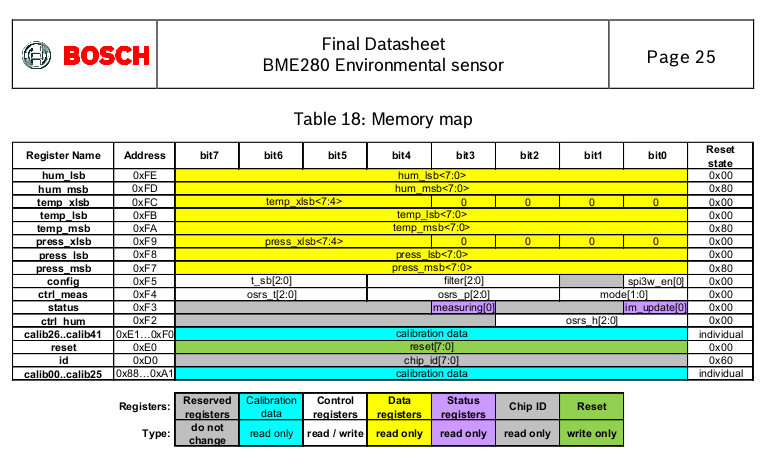 BOSCH
Final Datasheet
BME280 Environmental sensor
Page 25
Table 18: Memory map
Register Name Address bit7 bit6 bit5 bit4 bit3 bit2 bit1 bit0 Reset state
hum_lsb 0xFE hum_lsb<7:0> 0x00
hum_msb 0xFD hum_msb<7:0> 0x80
temp_xlsb 0xFC temp_xlsb<7:4> 0 0 0 0 0x00
temp_lsb 0xFB temp_lsb<7:0> 0x00
temp_msb 0xFA temp_msb<7:0> 0x80
press_xlsb 0xF9 press_xlsb<7:4> 0 0 0 0 0x00
press_lsb 0xF8 press_lsb<7:0> 0x00
press_msb 0xF7 press_msb<7:0> 0x80
config 0xF5 t_sb[2:0] filter[2:0] spi3w_en[0] 0x00
ctrl_meas 0xF4 osrs_t[2:0] osrs_p[2:0] mode[1:0] 0x00
status 0xF3 measuring[0] im_update[0] 0x00
ctrl_hum 0xF2 osrs_h[2:0] 0x00
calib26..calib41 0xE1...0xF0 calibration data individual
reset 0xE0 reset[7:0] 0x00
id 0xD0 chip_id[7:0] 0x60
calib00..calib25 0x88...0xA1 calibration data individual
Registers: Reserved registers Calibration data Control registers Data registers Status registers Chip ID Reset
Type: do not change read only read / write read only read only read only write only